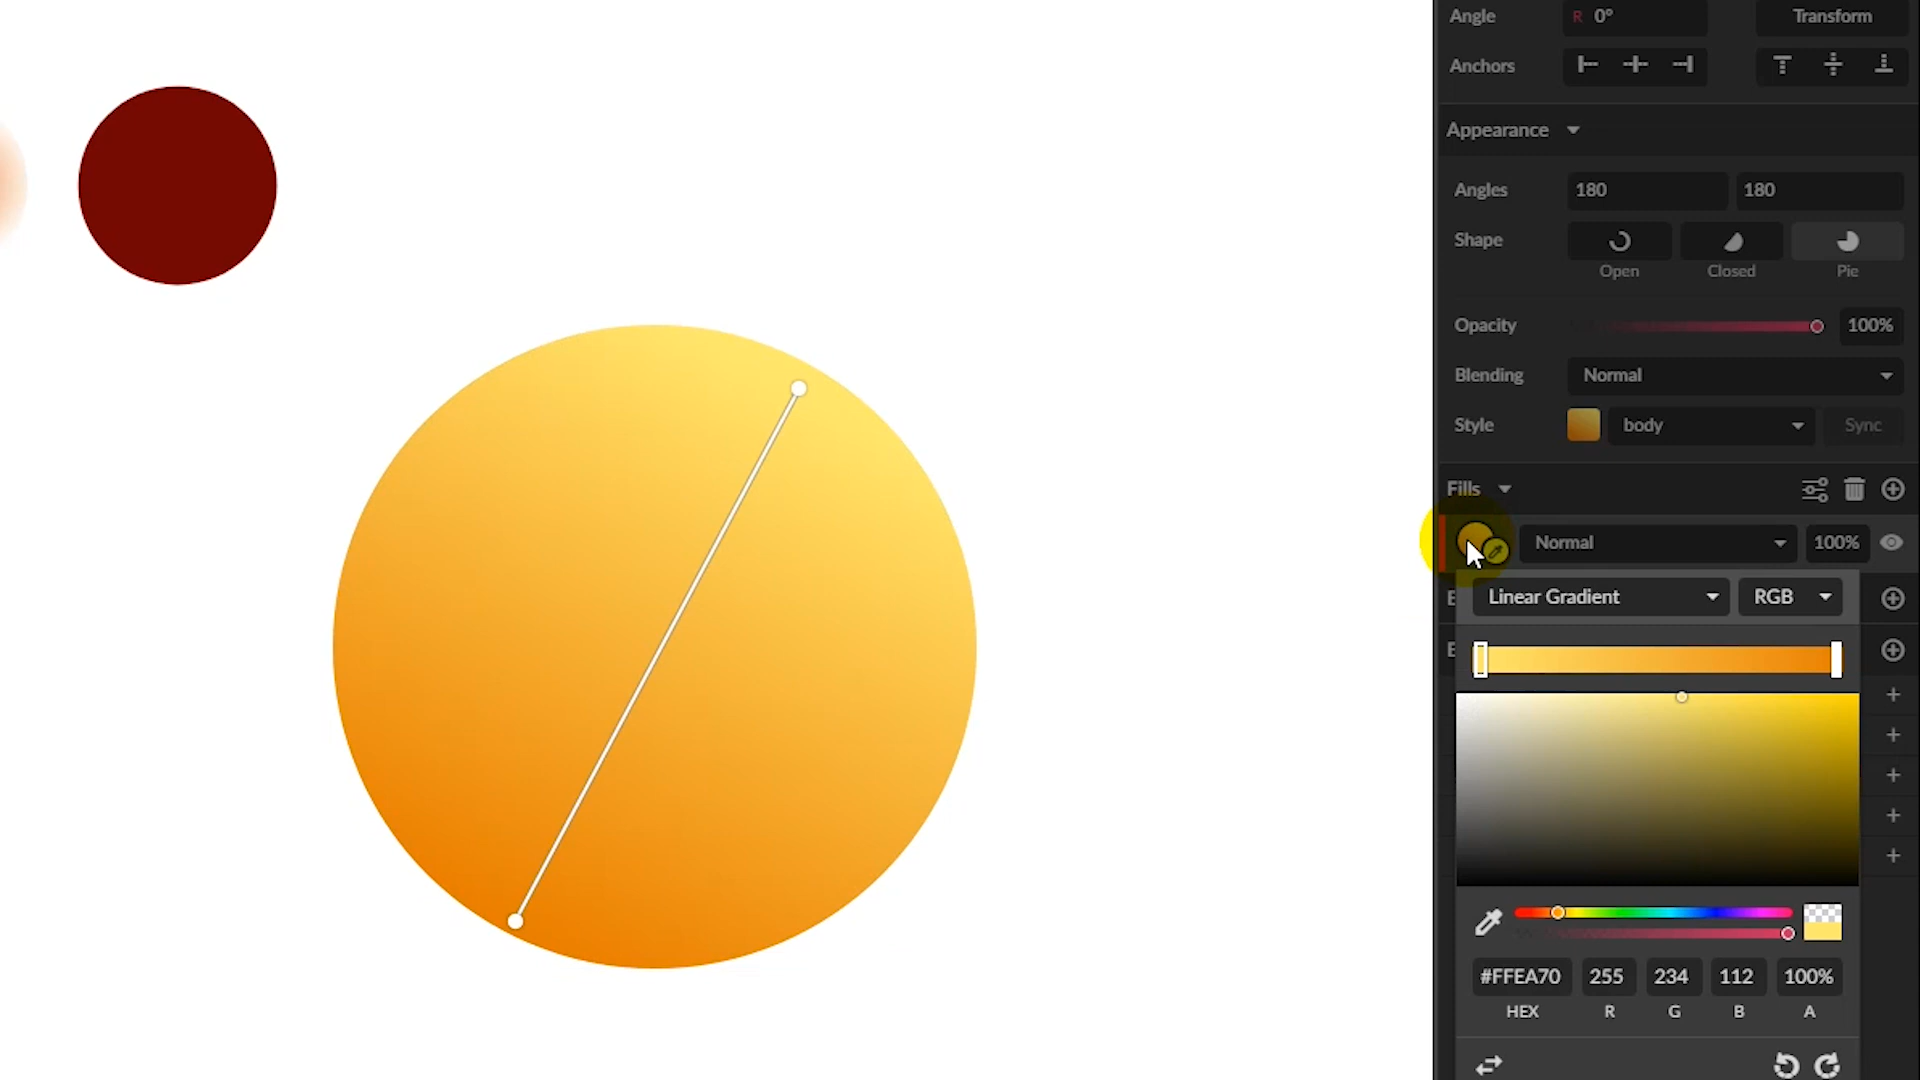 Angle R 0° Transform
Anchors
Appearance
Angles 180 180
Shape
Open Closed Pie
Opacity 100%
Blending Normal
Style body Sync
Fills
Normal 100%
Linear Gradient RGB
#FFEA70 255 234 112 100%
HEX R G B A